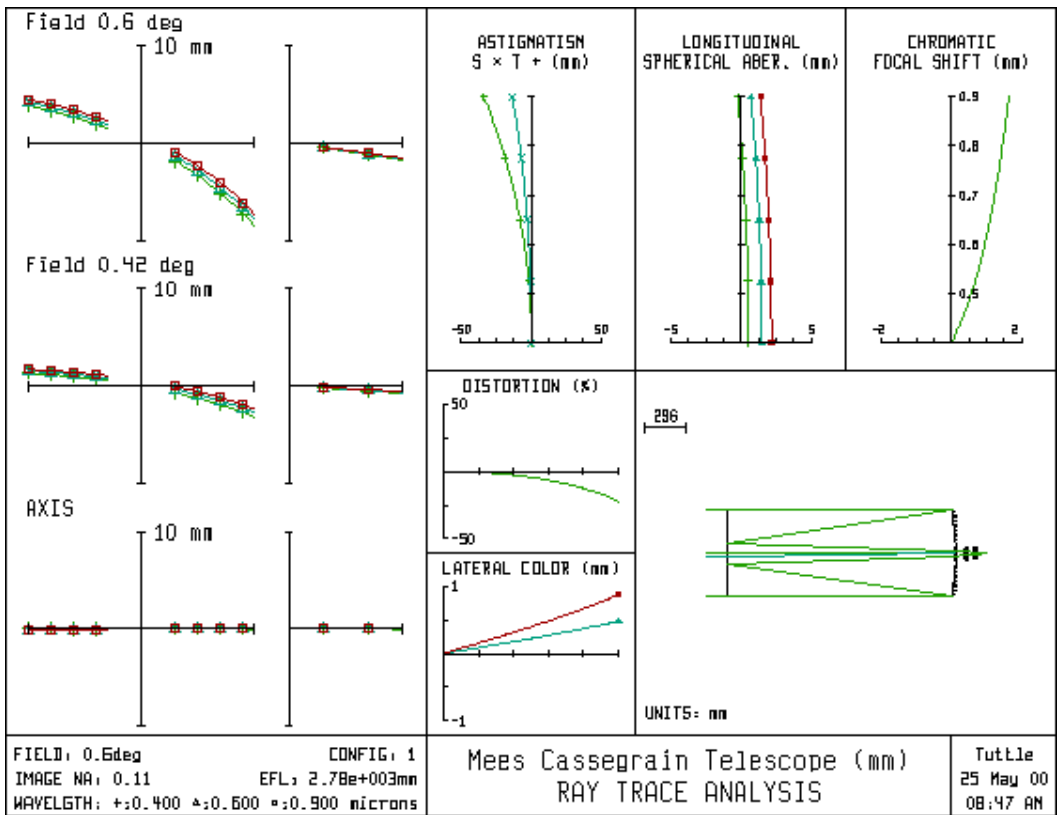 Field 0.6 deg
10 mm
Field 0.42 deg
10 mm
AXIS
10 mm
ASTIGMATISM
S × T + (mm)
-50
50
LONGITUDINAL
SPHERICAL ABER. (mm)
-5
5
CHROMATIC
FOCAL SHIFT (mm)
0.9
0.8
0.7
0.6
0.5
-2
2
DISTORTION (%)
50
-50
LATERAL COLOR (mm)
1
-1
296
UNITS: mm
FIELD: 0.6deg
CONFIG: 1
IMAGE NA: 0.11
EFL: 2.78e+003mm
WAVELGTH: +:0.400 ▵:0.600 ▫:0.900 microns
Mees Cassegrain Telescope (mm)
RAY TRACE ANALYSIS
Tuttle
25 May 00
08:47 AM